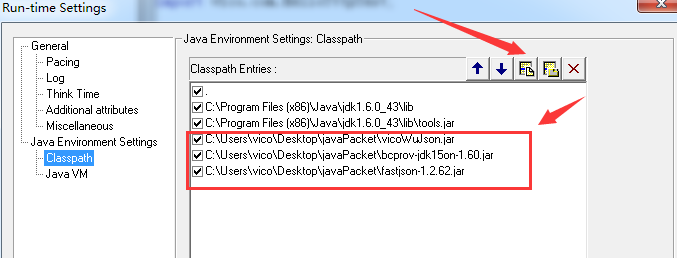 Run-time Settings
General
Pacing
Log
Think Time
Additional attributes
Miscellaneous
Java Environment Settings
Classpath
Java VM
Java Environment Settings: Classpath
Classpath Entries :
.
C:\Program Files (x86)\Java\jdk1.6.0_43\lib
C:\Program Files (x86)\Java\jdk1.6.0_43\lib\tools.jar
C:\Users\vico\Desktop\javaPacket\vicoWuJson.jar
C:\Users\vico\Desktop\javaPacket\bcprov-jdk15on-1.60.jar
C:\Users\vico\Desktop\javaPacket\fastjson-1.2.62.jar